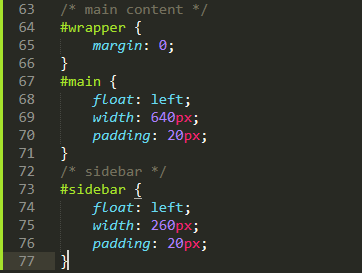 63 /* main content */
64 #wrapper {
65     margin: 0;
66 }
67 #main {
68     float: left;
69     width: 640px;
70     padding: 20px;
71 }
72 /* sidebar */
73 #sidebar {
74     float: left;
75     width: 260px;
76     padding: 20px;
77 }